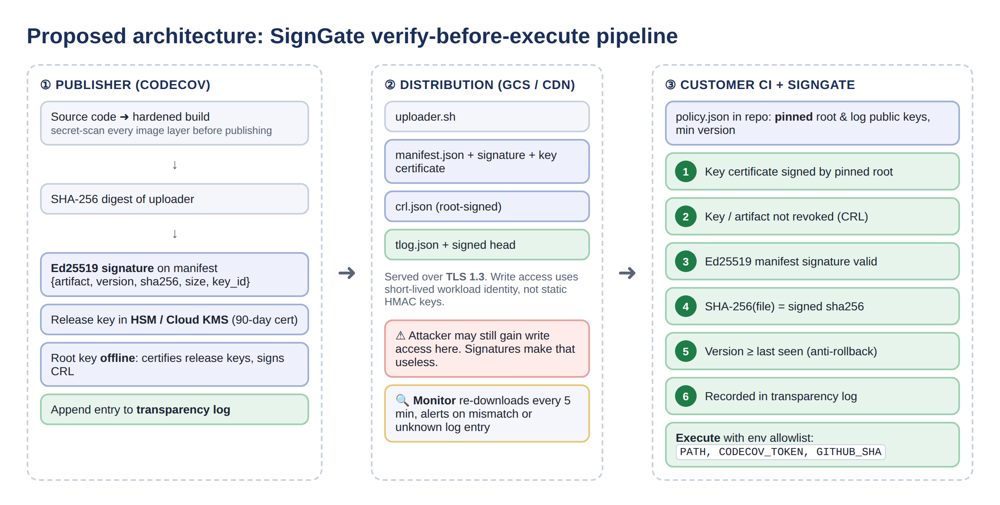 Proposed architecture: SignGate verify-before-execute pipeline
① PUBLISHER (CODECOV)
Source code ➜ hardened build
secret-scan every image layer before publishing
↓
SHA-256 digest of uploader
↓
Ed25519 signature on manifest
{artifact, version, sha256, size, key_id}
Release key in HSM / Cloud KMS (90-day cert)
Root key offline: certifies release keys, signs
CRL
Append entry to transparency log
➜
② DISTRIBUTION (GCS / CDN)
uploader.sh
manifest.json + signature + key
certificate
crl.json (root-signed)
tlog.json + signed head
Served over TLS 1.3. Write access uses
short-lived workload identity, not static
HMAC keys.
⚠ Attacker may still gain write
access here. Signatures make that
useless.
🔍 Monitor re-downloads every 5
min, alerts on mismatch or
unknown log entry
➜
③ CUSTOMER CI + SIGNGATE
policy.json in repo: pinned root & log public keys,
min version
1 Key certificate signed by pinned root
2 Key / artifact not revoked (CRL)
3 Ed25519 manifest signature valid
4 SHA-256(file) = signed sha256
5 Version ≥ last seen (anti-rollback)
6 Recorded in transparency log
Execute with env allowlist:
PATH, CODECOV_TOKEN, GITHUB_SHA